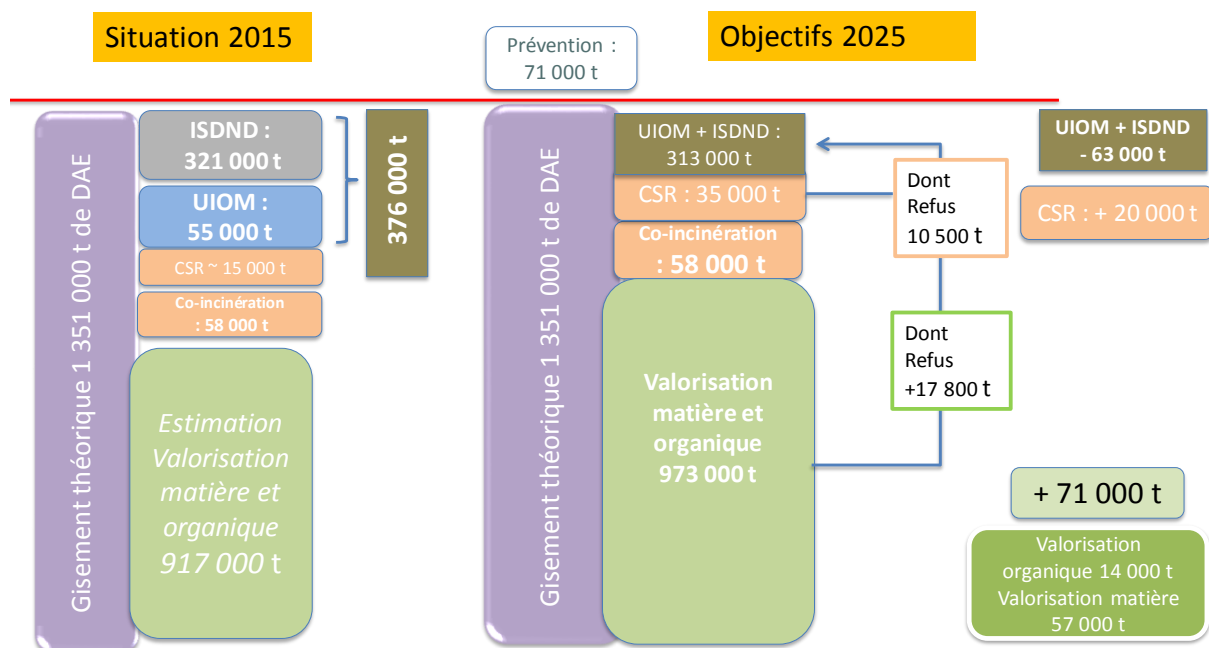 Situation 2015
Prévention :
71 000 t
Objectifs 2025
Gisement théorique 1 351 000 t de DAE
ISDND :
321 000 t
UIOM :
55 000 t
CSR ~ 15 000 t
Co-incinération
: 58 000 t
Estimation
Valorisation
matière et
organique
917 000 t
376 000 t
Gisement théorique 1 351 000 t de DAE
UIOM + ISDND :
313 000 t
CSR : 35 000 t
Co-incinération
: 58 000 t
Valorisation
matière et
organique
973 000 t
Dont
Refus
10 500 t
Dont
Refus
+17 800 t
UIOM + ISDND
- 63 000 t
CSR : + 20 000 t
+ 71 000 t
Valorisation
organique 14 000 t
Valorisation matière
57 000 t